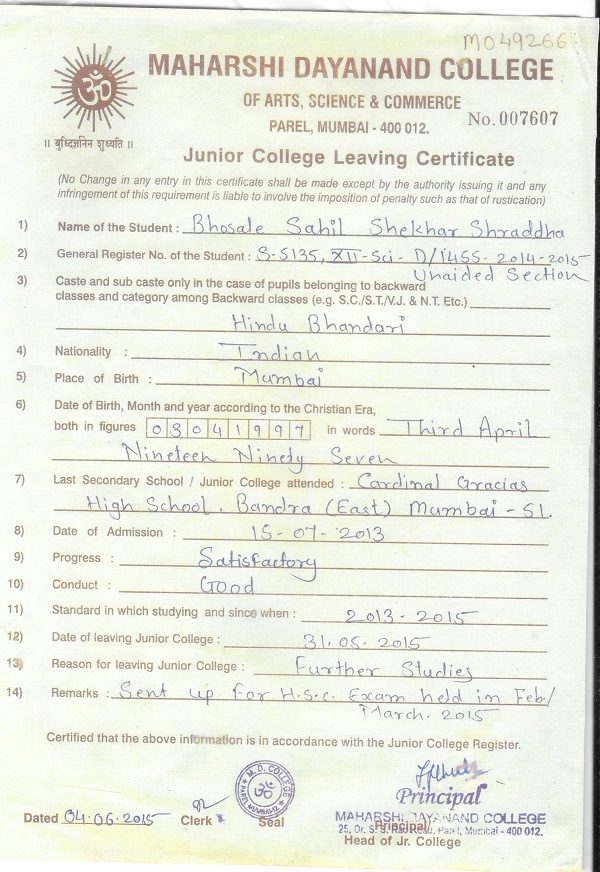 M049266
MAHARSHI DAYANAND COLLEGE
OF ARTS, SCIENCE & COMMERCE
PAREL, MUMBAI - 400 012.
No. 007607
॥ बुध्दिर्ज्ञानेन शुध्यति ॥
Junior College Leaving Certificate
(No Change in any entry in this certificate shall be made except by the authority issuing it and any
infringement of this requirement is liable to involve the imposition of penalty such as that of rustication)
1) Name of the Student : Bhosale Sahil Shekhar Shraddha
2) General Register No. of the Student : S-5135, XII-Sci- D/1455- 2014-2015
Unaided Section
3) Caste and sub caste only in the case of pupils belonging to backward
classes and category among Backward classes (e.g. S.C./S.T./V.J. & N.T. Etc.)
Hindu Bhandari
4) Nationality : Indian
5) Place of Birth : Mumbai
6) Date of Birth, Month and year according to the Christian Era,
both in figures 03041997 in words Third April
Nineteen Ninety Seven
7) Last Secondary School / Junior College attended : Cardinal Gracias
High School. Bandra (East) Mumbai - 51.
8) Date of Admission : 15-07-2013
9) Progress : Satisfactory
10) Conduct : Good
11) Standard in which studying and since when : 2013-2015
12) Date of leaving Junior College : 31.05.2015
13) Reason for leaving Junior College : Further Studies
14) Remarks : Sent up for H.S.C. Exam held in Feb/
March. 2015
Certified that the above information is in accordance with the Junior College Register.
M. D. COLLEGE
PAREL MUMBAI-12.
Principal
Dated 04.06.2015 Clerk Seal
MAHARSHI DAYANAND COLLEGE
Principal/
25, Dr. S. S. Rao Road, Parel, Mumbai - 400 012.
Head of Jr. College